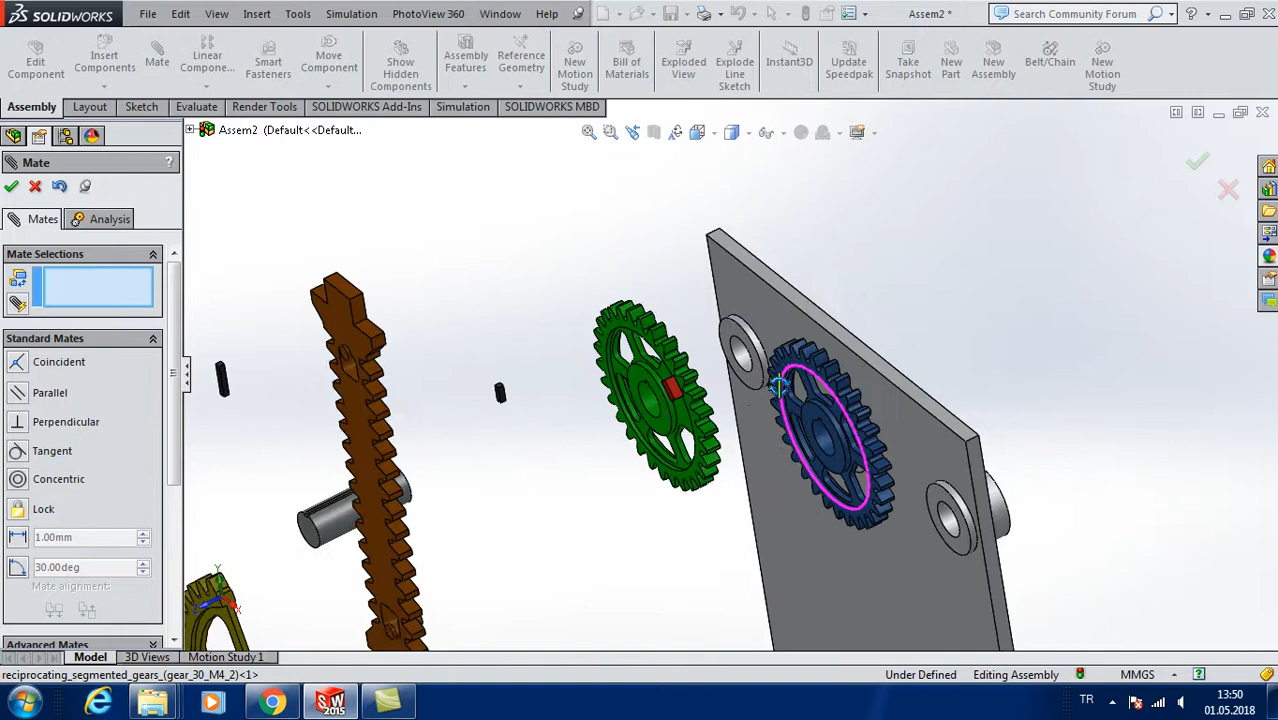 SOLIDWORKS File Edit View Insert Tools Simulation PhotoView 360 Window Help Assem2 * Search Community Forum
Edit Component
Insert Components
Mate
Linear Compone...
Smart Fasteners
Move Component
Show Hidden Components
Assembly Features
Reference Geometry
New Motion Study
Bill of Materials
Exploded View
Explode Line Sketch
Instant3D
Update Speedpak
Take Snapshot
New Part
New Assembly
Belt/Chain
New Motion Study
Assembly Layout Sketch Evaluate Render Tools SOLIDWORKS Add-Ins Simulation SOLIDWORKS MBD
Assem2 (Default<<Default...
Mate ?
Mates Analysis
Mate Selections
Standard Mates
Coincident
Parallel
Perpendicular
Tangent
Concentric
Lock
1.00mm
30.00deg
Mate alignment:
Advanced Mates
Y
X
Model 3D Views Motion Study 1
reciprocating_segmented_gears_(gear_30_M4_2)<1> Under Defined Editing Assembly MMGS
SW 2015
TR
13:50
01.05.2018